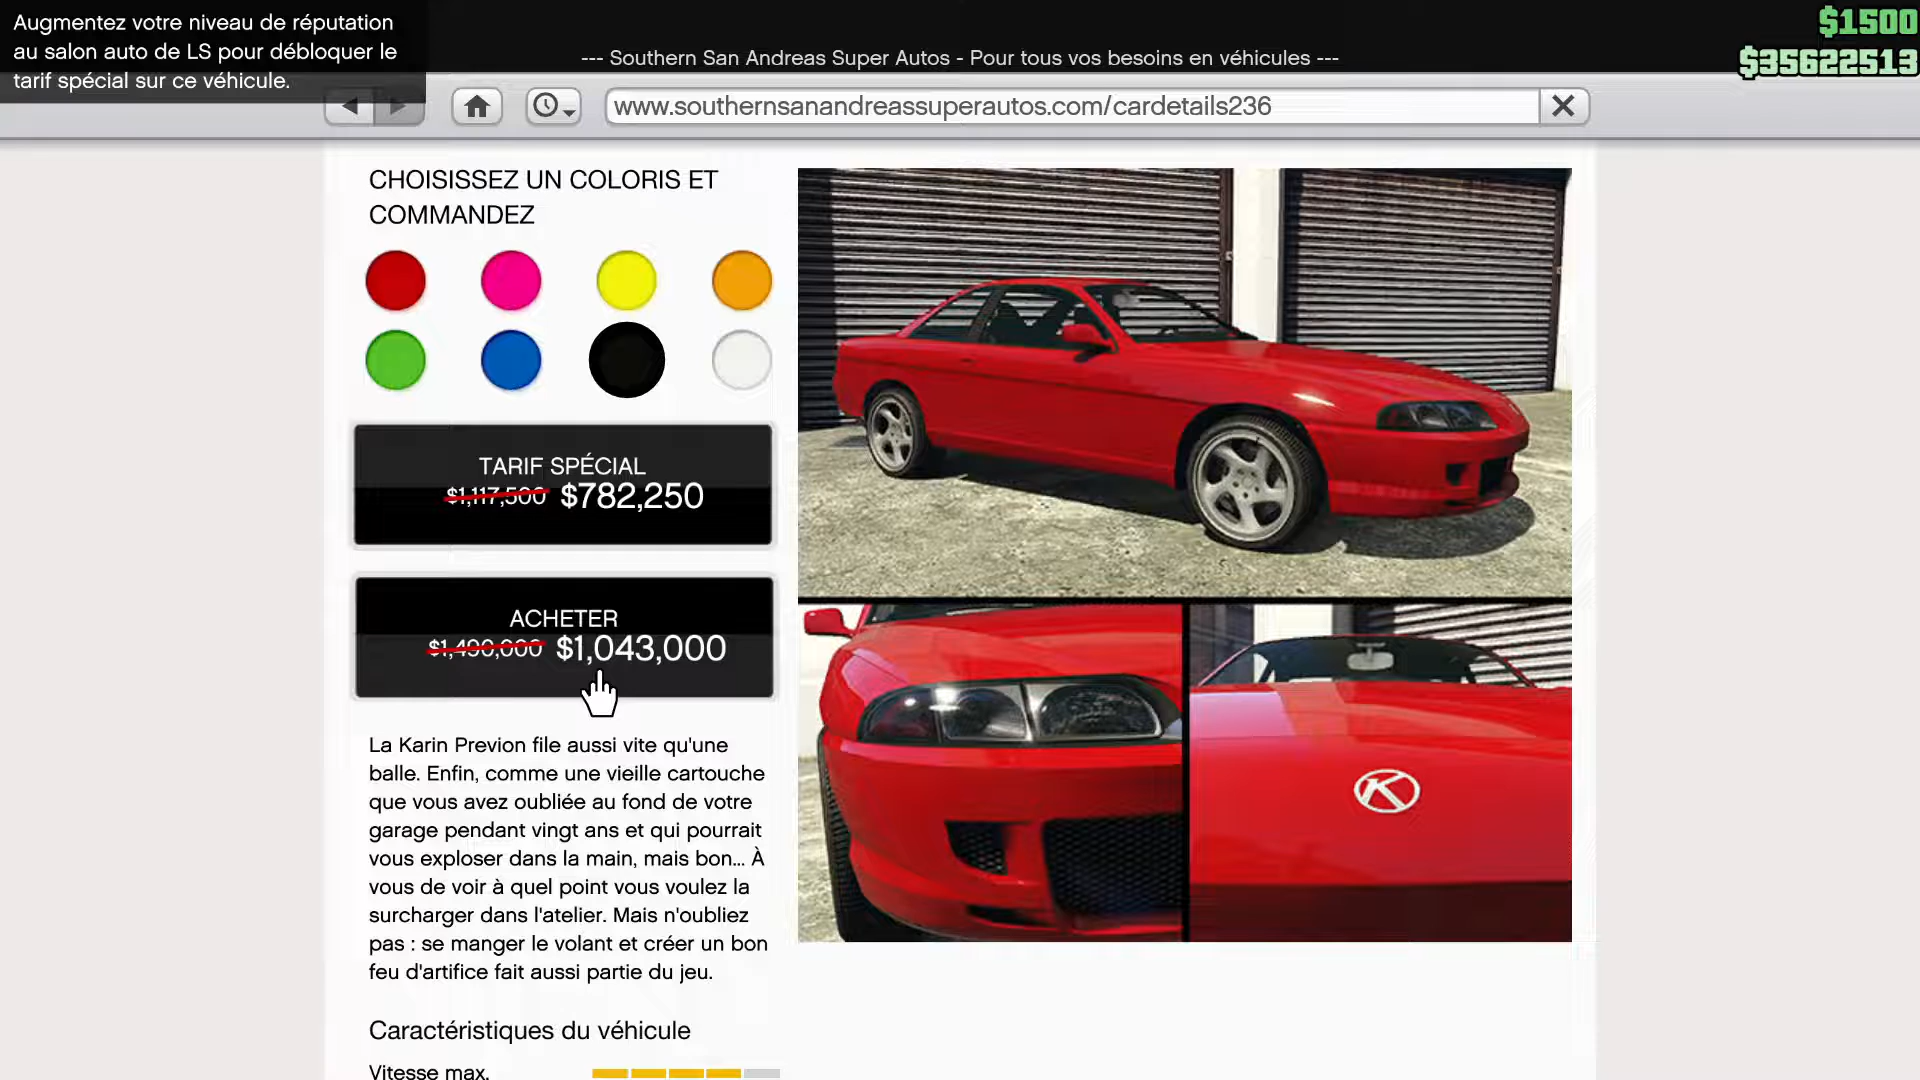 Augmentez votre niveau de réputation
au salon auto de LS pour débloquer le
tarif spécial sur ce véhicule.
--- Southern San Andreas Super Autos - Pour tous vos besoins en véhicules ---
$1500
$35622513
www.southernsanandreassuperautos.com/cardetails236
CHOISISSEZ UN COLORIS ET
COMMANDEZ
TARIF SPÉCIAL
$1,117,500 $782,250
ACHETER
$1,490,000 $1,043,000
La Karin Previon file aussi vite qu'une
balle. Enfin, comme une vieille cartouche
que vous avez oubliée au fond de votre
garage pendant vingt ans et qui pourrait
vous exploser dans la main, mais bon... À
vous de voir à quel point vous voulez la
surcharger dans l'atelier. Mais n'oubliez
pas : se manger le volant et créer un bon
feu d'artifice fait aussi partie du jeu.
Caractéristiques du véhicule
Vitesse max.
K